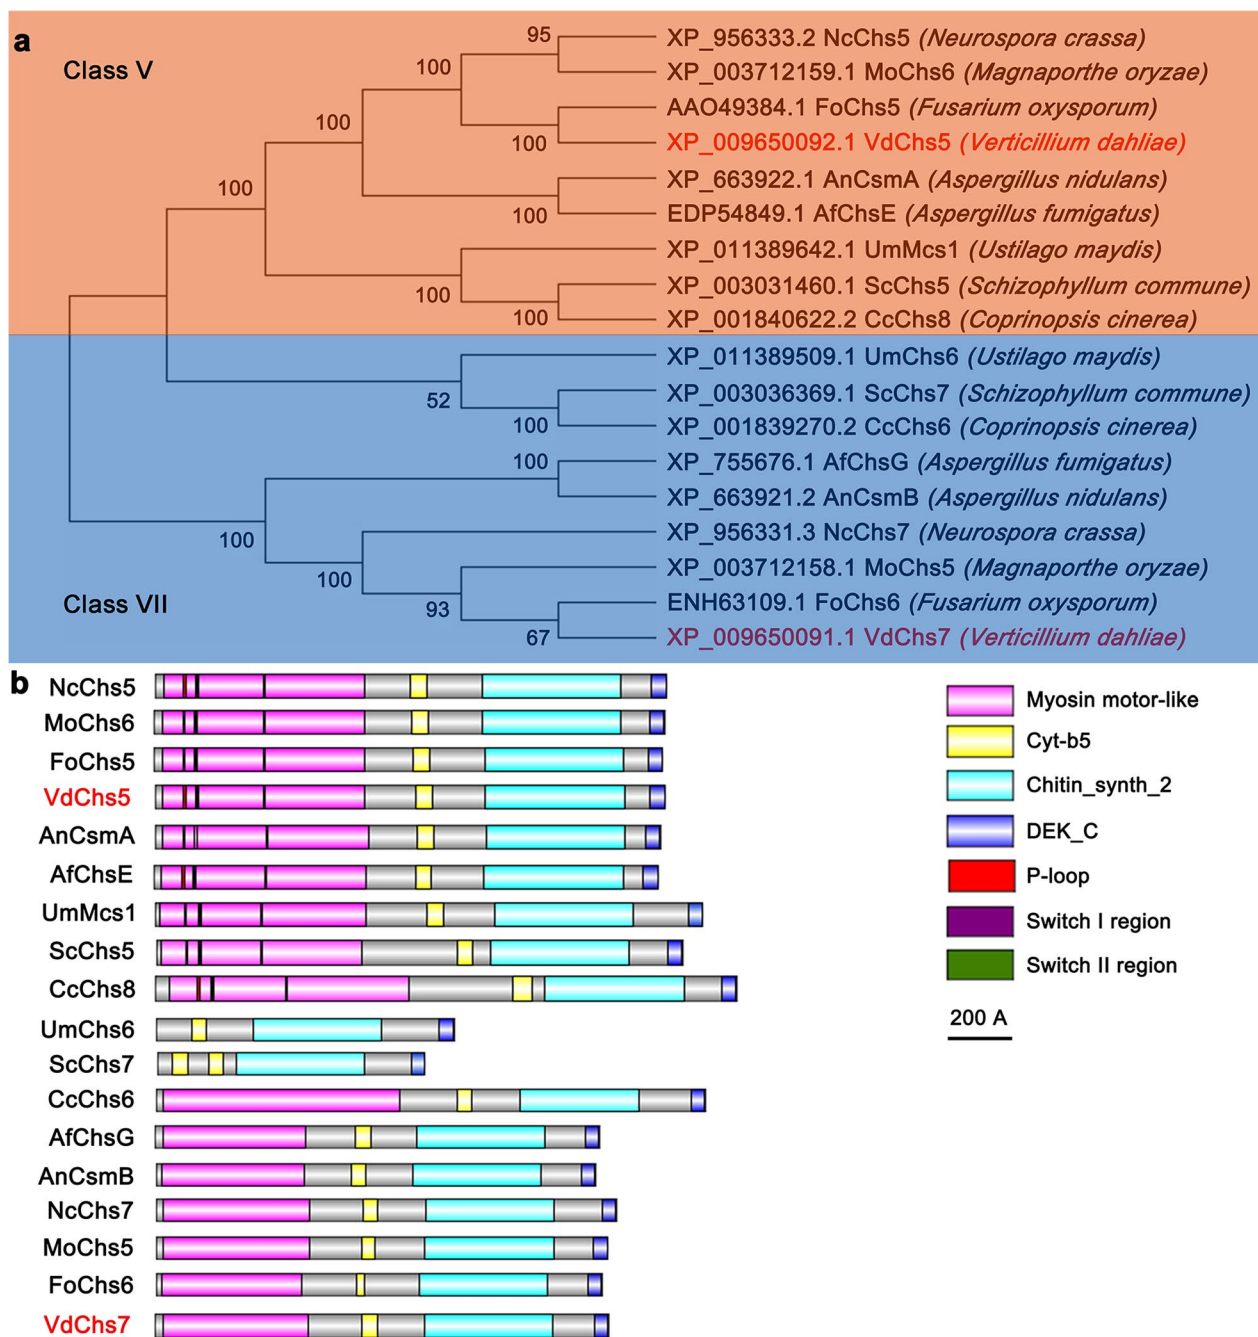 a
Class V
95
XP_956333.2 NcChs5 (Neurospora crassa)
100
XP_003712159.1 MoChs6 (Magnaporthe oryzae)
100
AAO49384.1 FoChs5 (Fusarium oxysporum)
100
XP_009650092.1 VdChs5 (Verticillium dahliae)
100
XP_663922.1 AnCsmA (Aspergillus nidulans)
100
EDP54849.1 AfChsE (Aspergillus fumigatus)
XP_011389642.1 UmMcs1 (Ustilago maydis)
100
XP_003031460.1 ScChs5 (Schizophyllum commune)
100
XP_001840622.2 CcChs8 (Coprinopsis cinerea)
XP_011389509.1 UmChs6 (Ustilago maydis)
52
XP_003036369.1 ScChs7 (Schizophyllum commune)
100
XP_001839270.2 CcChs6 (Coprinopsis cinerea)
100
XP_755676.1 AfChsG (Aspergillus fumigatus)
XP_663921.2 AnCsmB (Aspergillus nidulans)
100
XP_956331.3 NcChs7 (Neurospora crassa)
100
XP_003712158.1 MoChs5 (Magnaporthe oryzae)
Class VII
93
ENH63109.1 FoChs6 (Fusarium oxysporum)
67
XP_009650091.1 VdChs7 (Verticillium dahliae)
b
NcChs5
MoChs6
FoChs5
VdChs5
AnCsmA
AfChsE
UmMcs1
ScChs5
CcChs8
UmChs6
ScChs7
CcChs6
AfChsG
AnCsmB
NcChs7
MoChs5
FoChs6
VdChs7
Myosin motor-like
Cyt-b5
Chitin_synth_2
DEK_C
P-loop
Switch I region
Switch II region
200 A